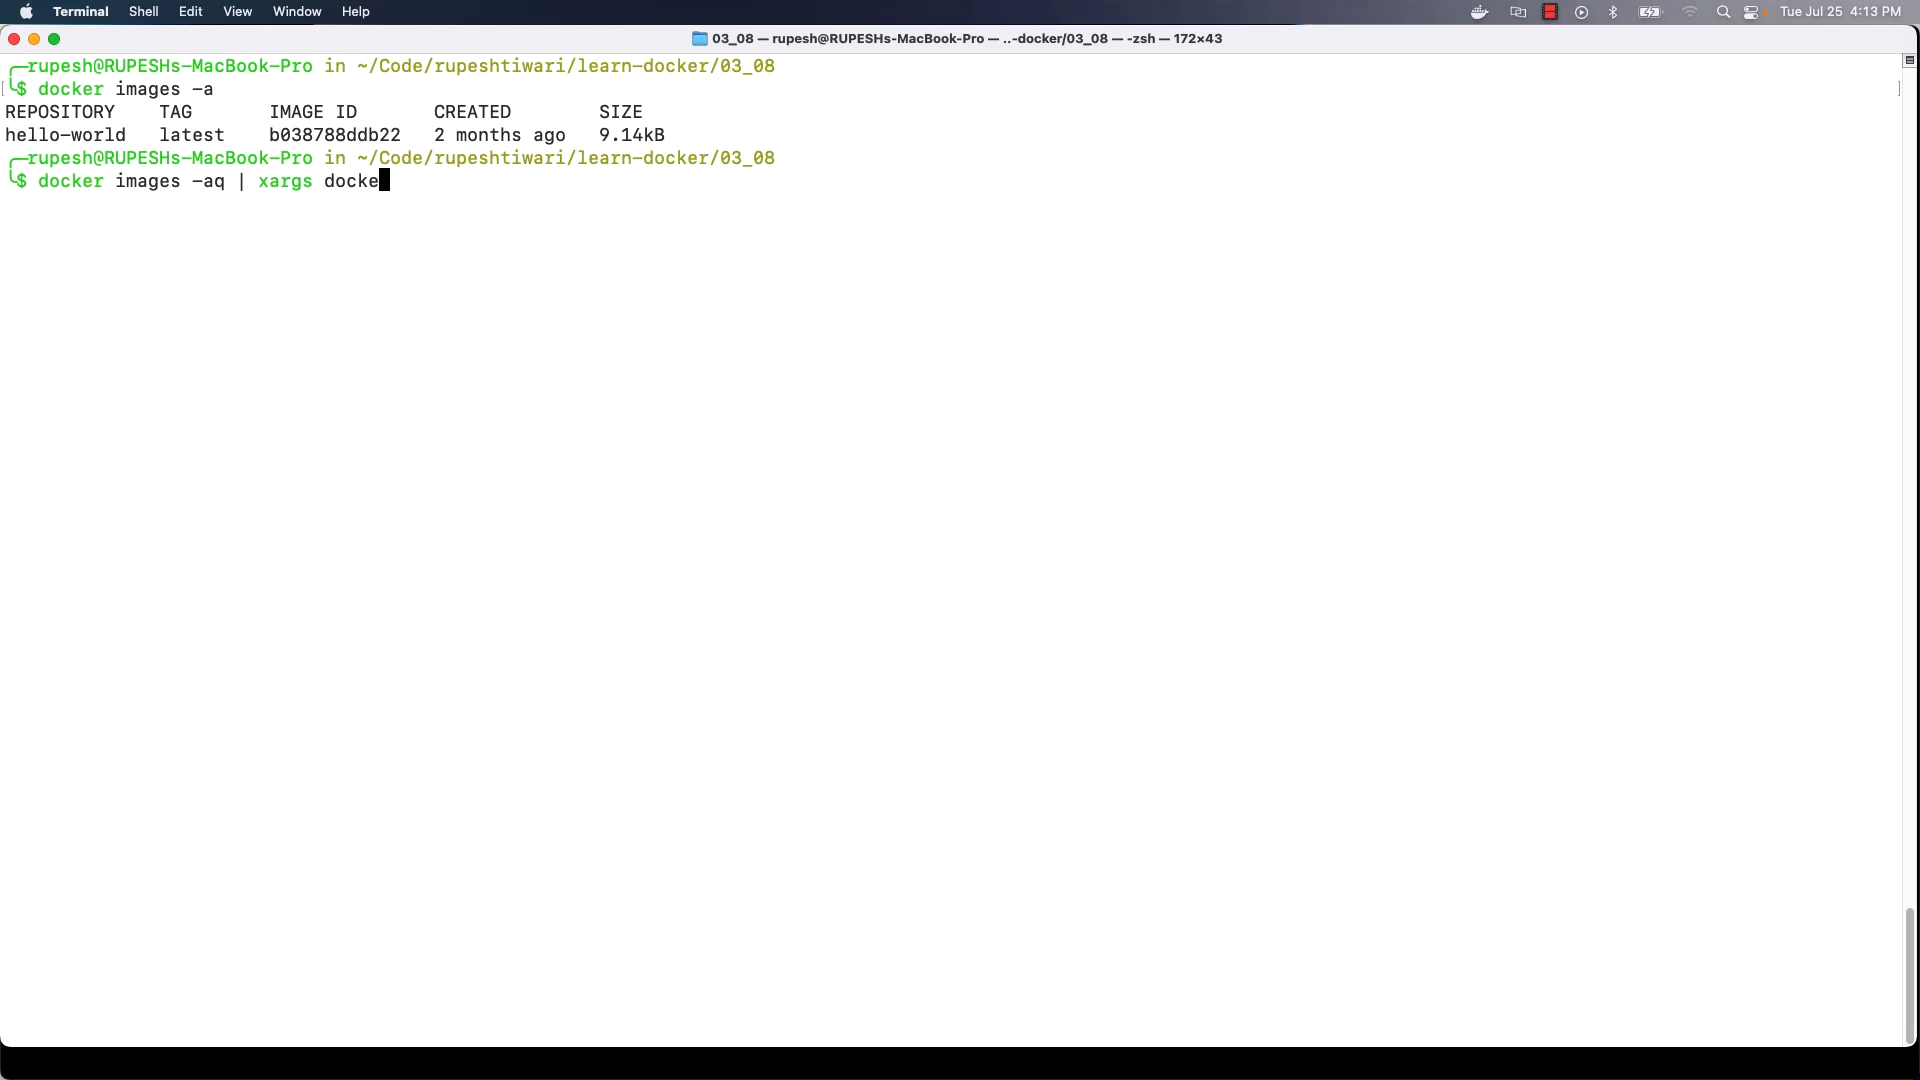 Terminal Shell Edit View Window Help Tue Jul 25 4:13 PM
03_08 — rupesh@RUPESHs-MacBook-Pro — ..-docker/03_08 — -zsh — 172×43
╭─rupesh@RUPESHs-MacBook-Pro in ~/Code/rupeshtiwari/learn-docker/03_08
╰$ docker images -a
REPOSITORY TAG IMAGE ID CREATED SIZE
hello-world latest b038788ddb22 2 months ago 9.14kB
╭─rupesh@RUPESHs-MacBook-Pro in ~/Code/rupeshtiwari/learn-docker/03_08
╰$ docker images -aq | xargs docke